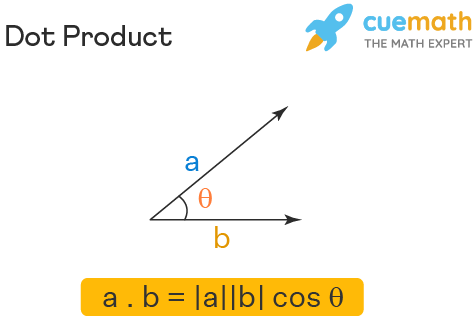 Dot Product
cuemath
THE MATH EXPERT
a
θ
b
a . b = |a||b| cos θ